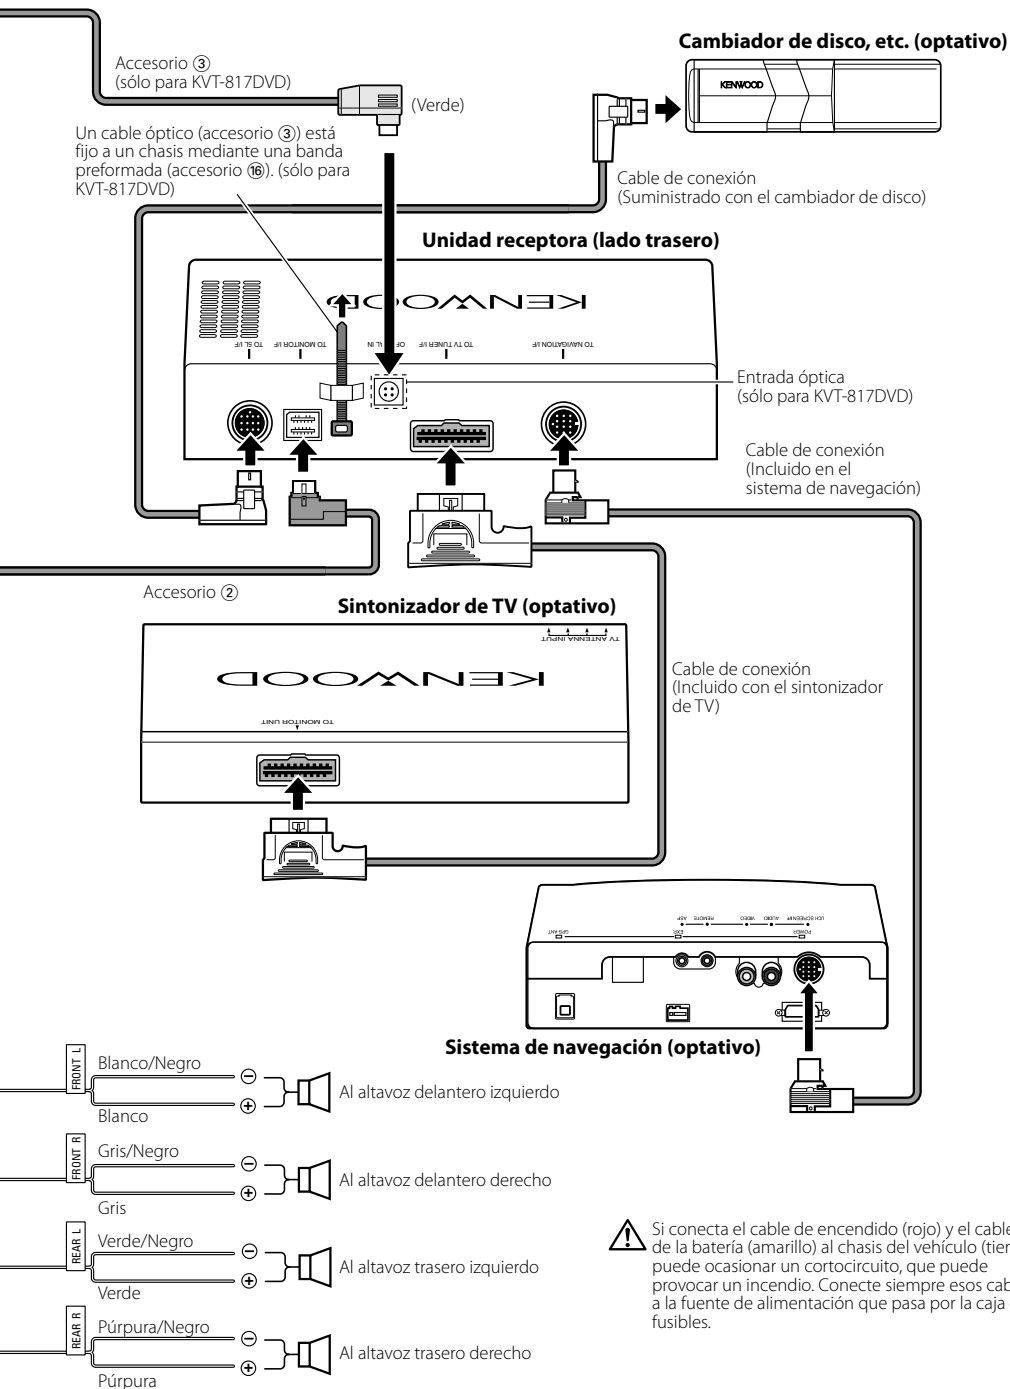 Cambiador de disco, etc. (optativo)
KENWOOD
Accesorio ③
(sólo para KVT-817DVD)
(Verde)
Un cable óptico (accesorio ③) está
fijo a un chasis mediante una banda
preformada (accesorio ⑯). (sólo para
KVT-817DVD)
Cable de conexión
(Suministrado con el cambiador de disco)
Unidad receptora (lado trasero)
KENWOOD
TO SL I/F
TO MONITOR I/F
IN
TO TV TUNER I/F
TO NAVIGATION I/F
Entrada óptica
(sólo para KVT-817DVD)
Cable de conexión
(Incluido en el
sistema de navegación)
Accesorio ②
Sintonizador de TV (optativo)
TV ANTENNA INPUT
KENWOOD
TO MONITOR UNIT
Cable de conexión
(Incluido con el sintonizador
de TV)
REMOTE
VIDEO
AUDIO
GPS-ANT
POWER
Sistema de navegación (optativo)
FRONT L
Blanco/Negro
Blanco
⊖
⊕
Al altavoz delantero izquierdo
FRONT R
Gris/Negro
Gris
⊖
⊕
Al altavoz delantero derecho
REAR L
Verde/Negro
Verde
⊖
⊕
Al altavoz trasero izquierdo
REAR R
Púrpura/Negro
Púrpura
⊖
⊕
Al altavoz trasero derecho
Si conecta el cable de encendido (rojo) y el cable
de la batería (amarillo) al chasis del vehículo (tier
puede ocasionar un cortocircuito, que puede
provocar un incendio. Conecte siempre esos cab
a la fuente de alimentación que pasa por la caja
fusibles.